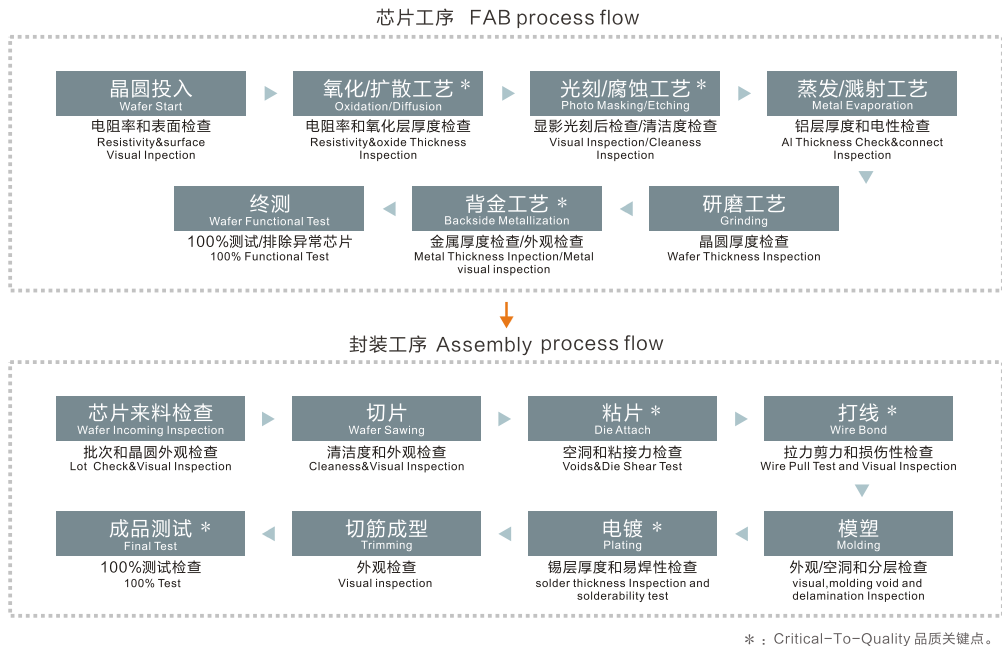 芯片工序 FAB process flow
晶圆投入
Wafer Start
电阻率和表面检查
Resistivity&surface
Visual Inpection
氧化/扩散工艺*
Oxidation/Diffusion
电阻率和氧化层厚度检查
Resistivity&oxide Thickness
Inspection
光刻/腐蚀工艺*
Photo Masking/Etching
显影光刻后检查/清洁度检查
Visual Inspection/Cleaness
Inspection
蒸发/溅射工艺
Metal Evaporation
铝层厚度和电性检查
Al Thickness Check&connect
Inspection
终测
Wafer Functional Test
100%测试/排除异常芯片
100% Functional Test
背金工艺*
Backside Metallization
金属厚度检查/外观检查
Metal Thickness Inpection/Metal
visual inspection
研磨工艺
Grinding
晶圆厚度检查
Wafer Thickness Inspection
封装工序 Assembly process flow
芯片来料检查
Wafer Incoming Inspection
批次和晶圆外观检查
Lot Check&Visual Inspection
切片
Wafer Sawing
清洁度和外观检查
Cleaness&Visual Inspection
粘片*
Die Attach
空洞和粘接力检查
Voids&Die Shear Test
打线*
Wire Bond
拉力剪力和损伤性检查
Wire Pull Test and Visual Inspection
成品测试*
Final Test
100%测试检查
100% Test
切筋成型
Trimming
外观检查
Visual inspection
电镀*
Plating
锡层厚度和易焊性检查
solder thickness Inspection and
solderability test
模塑
Molding
外观/空洞和分层检查
visual,molding void and
delamination Inspection
*：Critical-To-Quality 品质关键点。